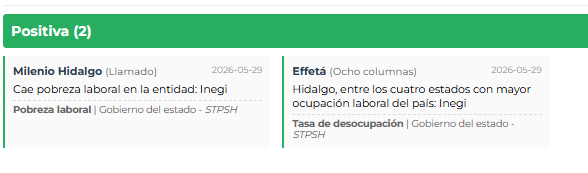 Positiva (2)
Milenio Hidalgo (Llamado) 2026-05-29
Cae pobreza laboral en la entidad: Inegi
Pobreza laboral | Gobierno del estado - STPSH
Effetá (Ocho columnas) 2026-05-29
Hidalgo, entre los cuatro estados con mayor
ocupación laboral del país: Inegi
Tasa de desocupación | Gobierno del estado -
STPSH